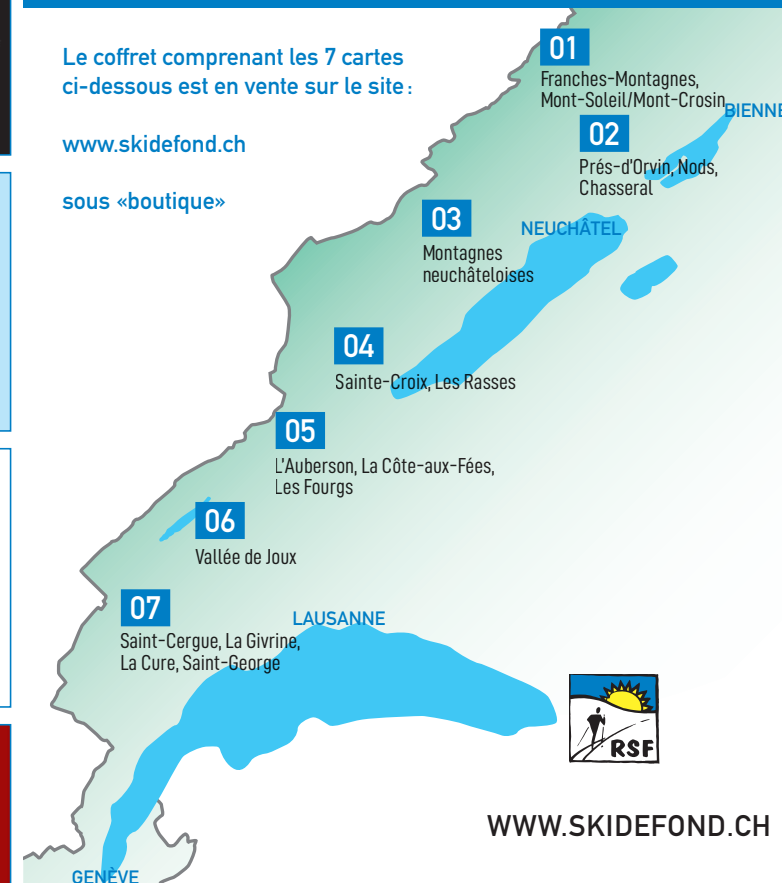 Le coffret comprenant les 7 cartes
ci-dessous est en vente sur le site :
www.skidefond.ch
sous «boutique»
01
Franches-Montagnes,
Mont-Soleil/Mont-Crosin
BIENNE
02
Prés-d'Orvin, Nods,
Chasseral
03
NEUCHÂTEL
Montagnes
neuchâteloises
04
Sainte-Croix, Les Rasses
05
L'Auberson, La Côte-aux-Fées,
Les Fourgs
06
Vallée de Joux
07
LAUSANNE
Saint-Cergue, La Givrine,
La Cure, Saint-George
RSF
WWW.SKIDEFOND.CH
GENÈVE